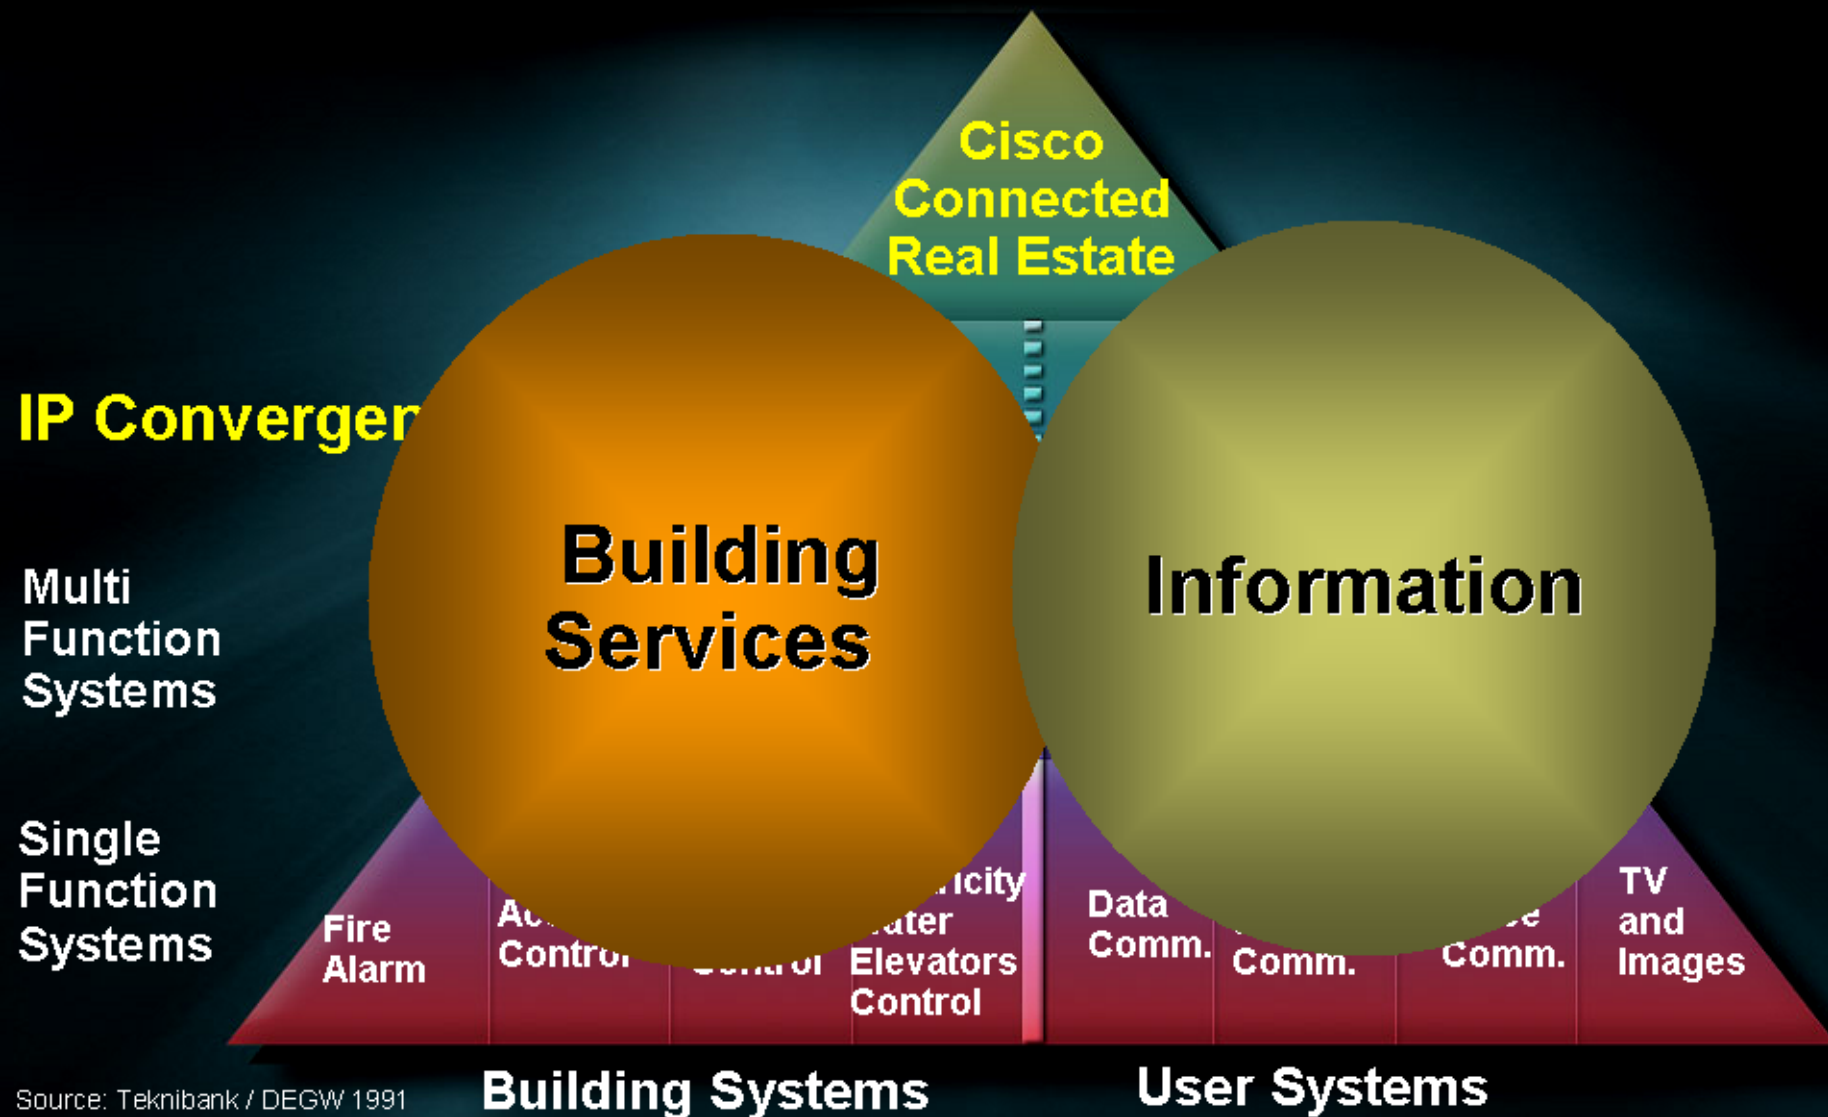 Cisco
Connected
Real Estate
IP Converger
Building
Services
Information
Multi
Function
Systems
Single
Function
Systems
Fire
Alarm
Control
Elevators
Control
Data
Comm.
Comm.
Comm.
TV
and
Images
Building Systems
User Systems
Source: Teknibank / DEGW 1991